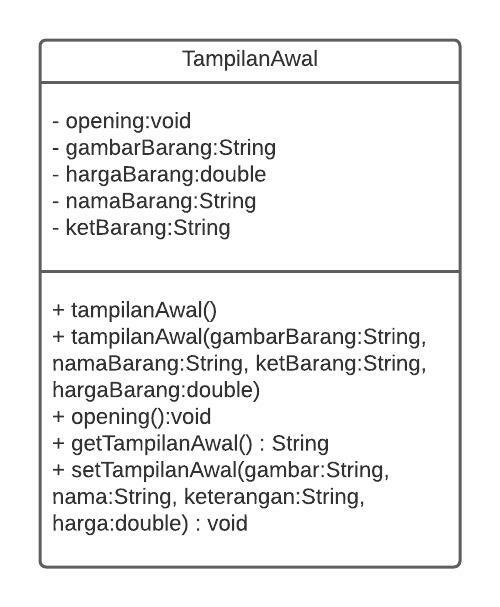 TampilanAwal
- opening:void
- gambarBarang:String
- hargaBarang:double
- namaBarang:String
- ketBarang:String
+ tampilanAwal()
+ tampilanAwal(gambarBarang:String,
namaBarang:String, ketBarang:String,
hargaBarang:double)
+ opening():void
+ getTampilanAwal() : String
+ setTampilanAwal(gambar:String,
nama:String, keterangan:String,
harga:double) : void